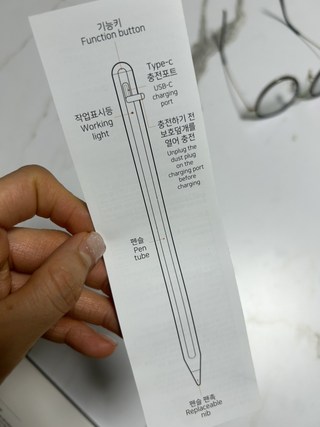 기능키
Function button
Type-c
충전포트
USB-C
charging
port
작업표시등
Working
light
충전하기 전
보호덮개를
열어 충전
Unplug the
dust plug
on the
charging port
before
charging
펜슬
Pen
tube
펜슬 펜촉
Replaceable
nib